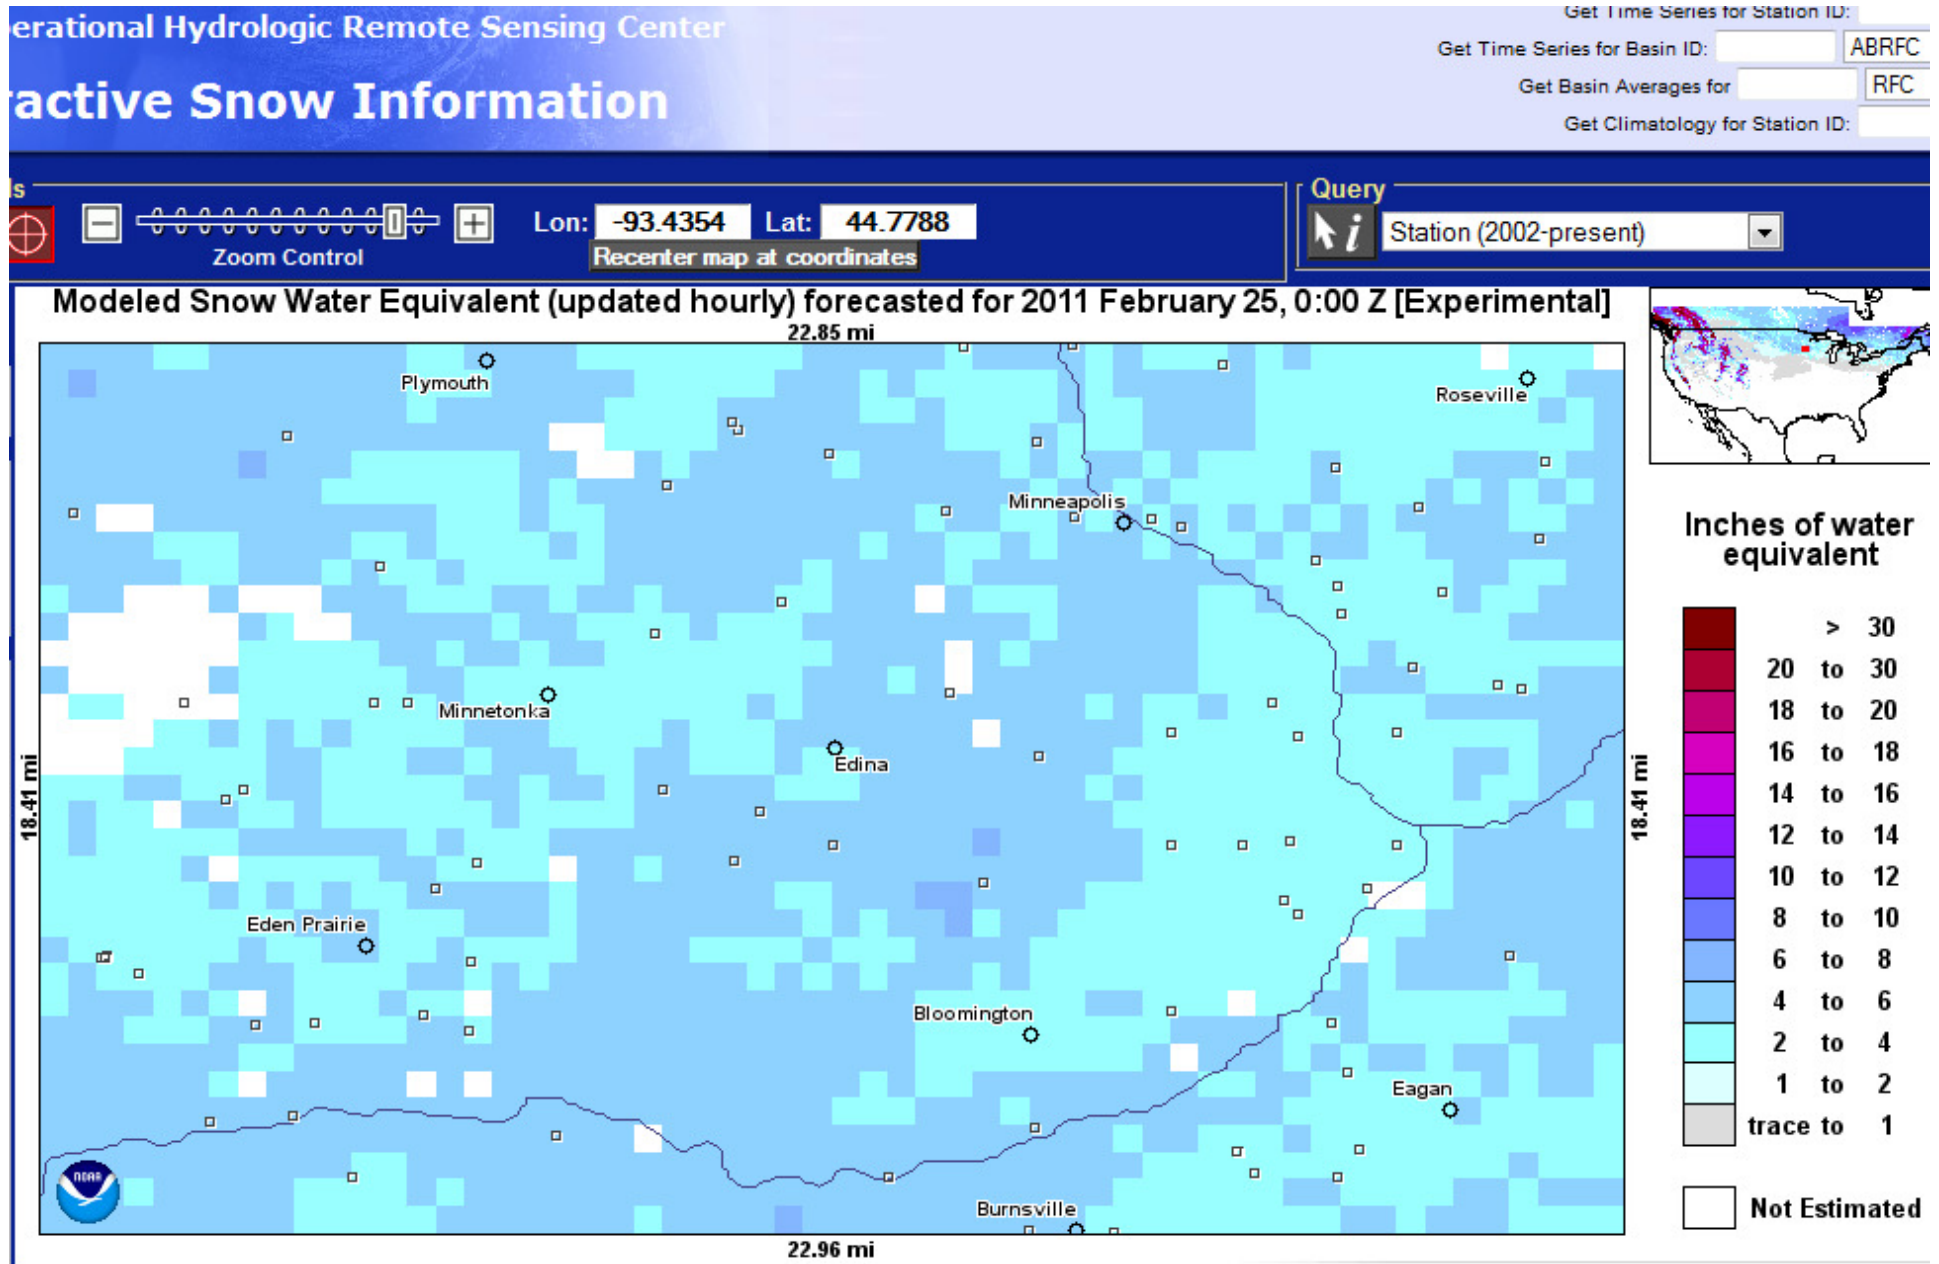 erational Hydrologic Remote Sensing Center
ractive Snow Information
Get Time Series for Station ID:
Get Time Series for Basin ID: ABRFC
Get Basin Averages for RFC
Get Climatology for Station ID:
ls
Zoom Control
Lon: -93.4354 Lat: 44.7788
Recenter map at coordinates
Query
Station (2002-present)
Modeled Snow Water Equivalent (updated hourly) forecasted for 2011 February 25, 0:00 Z [Experimental]
22.85 mi
Plymouth
Roseville
Minneapolis
Minnetonka
Edina
18.41 mi
18.41 mi
Eden Prairie
Bloomington
Eagan
NOAA
Burnsville
22.96 mi
Inches of water
equivalent
> 30
20 to 30
18 to 20
16 to 18
14 to 16
12 to 14
10 to 12
8 to 10
6 to 8
4 to 6
2 to 4
1 to 2
trace to 1
Not Estimated